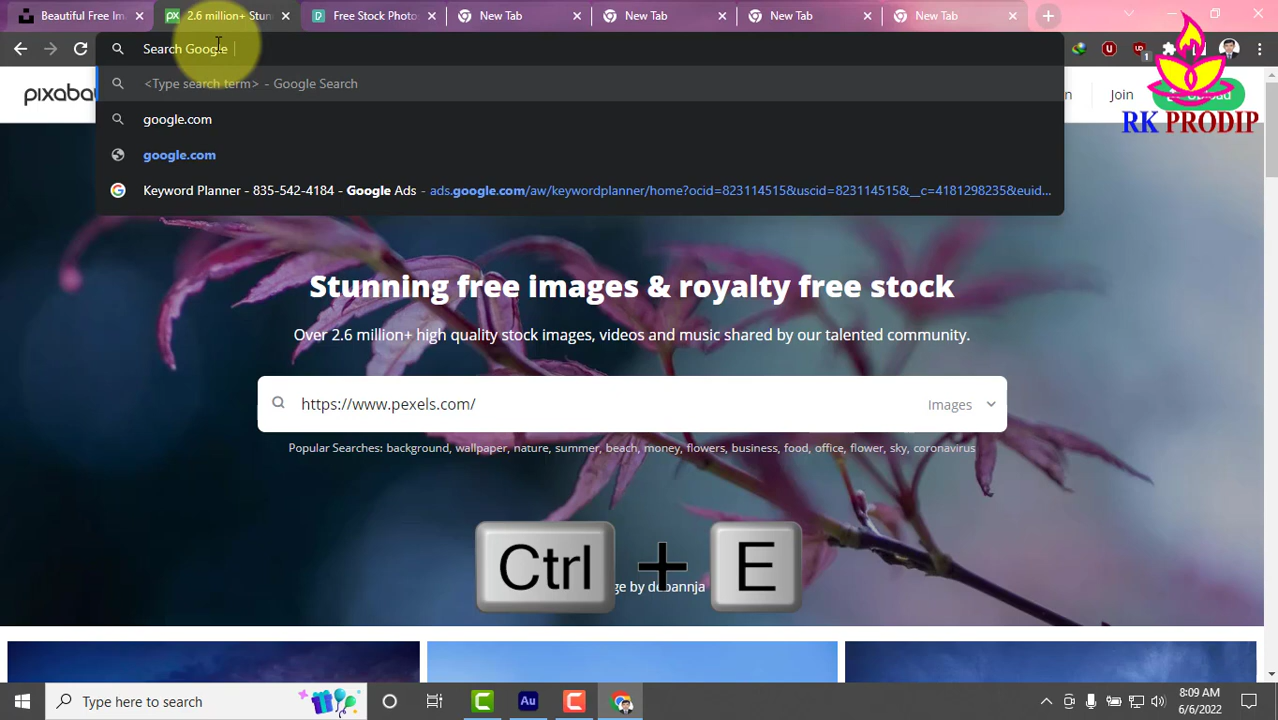 Beautiful Free Im
2.6 million+ Stun
Free Stock Photo
New Tab
New Tab
New Tab
New Tab
Search Google
<Type search term> - Google Search
google.com
google.com
Keyword Planner - 835-542-4184 - Google Ads - ads.google.com/aw/keywordplanner/home?ocid=823114515&uscid=823114515&__c=4181298235&euid...
Join
RK PRODIP
Stunning free images & royalty free stock
Over 2.6 million+ high quality stock images, videos and music shared by our talented community.
https://www.pexels.com/
Images
Popular Searches: background, wallpaper, nature, summer, beach, money, flowers, business, food, office, flower, sky, coronavirus
Ctrl + E
Type here to search
Au
8:09 AM
6/6/2022